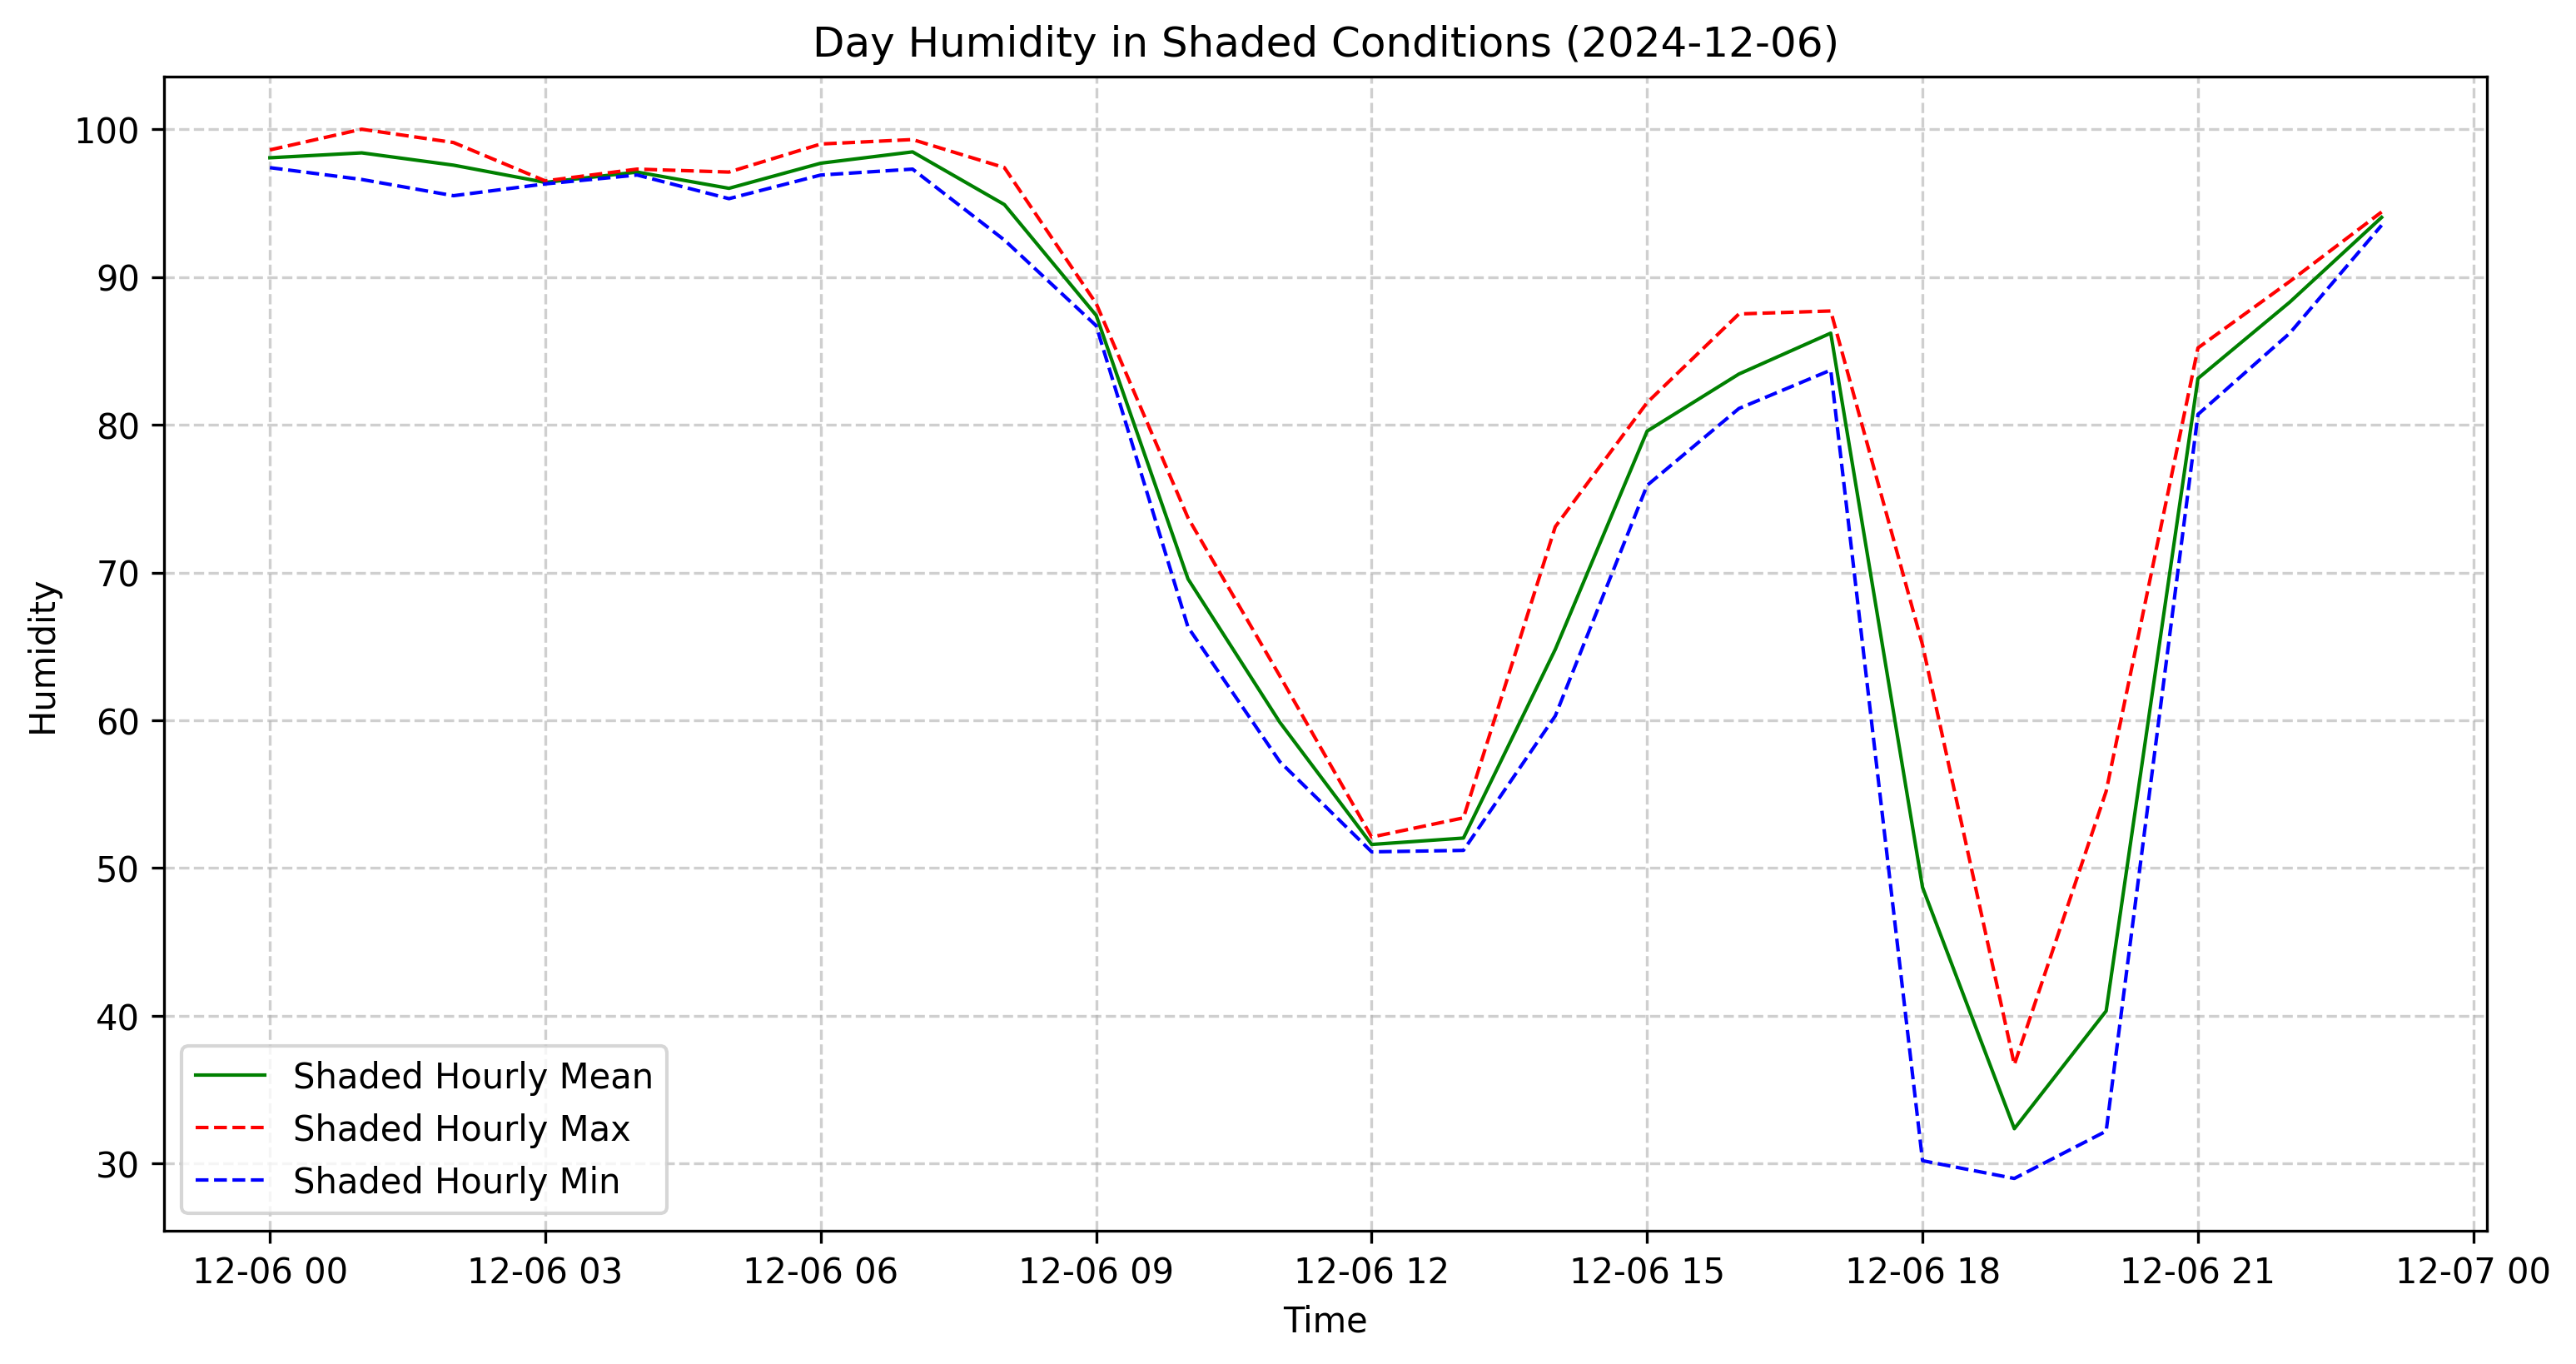 Day Humidity in Shaded Conditions (2024-12-06)
Humidity
100
90
80
70
60
50
40
30
Shaded Hourly Mean
Shaded Hourly Max
Shaded Hourly Min
12-06 00 12-06 03 12-06 06 12-06 09 12-06 12 12-06 15 12-06 18 12-06 21 12-07 00
Time